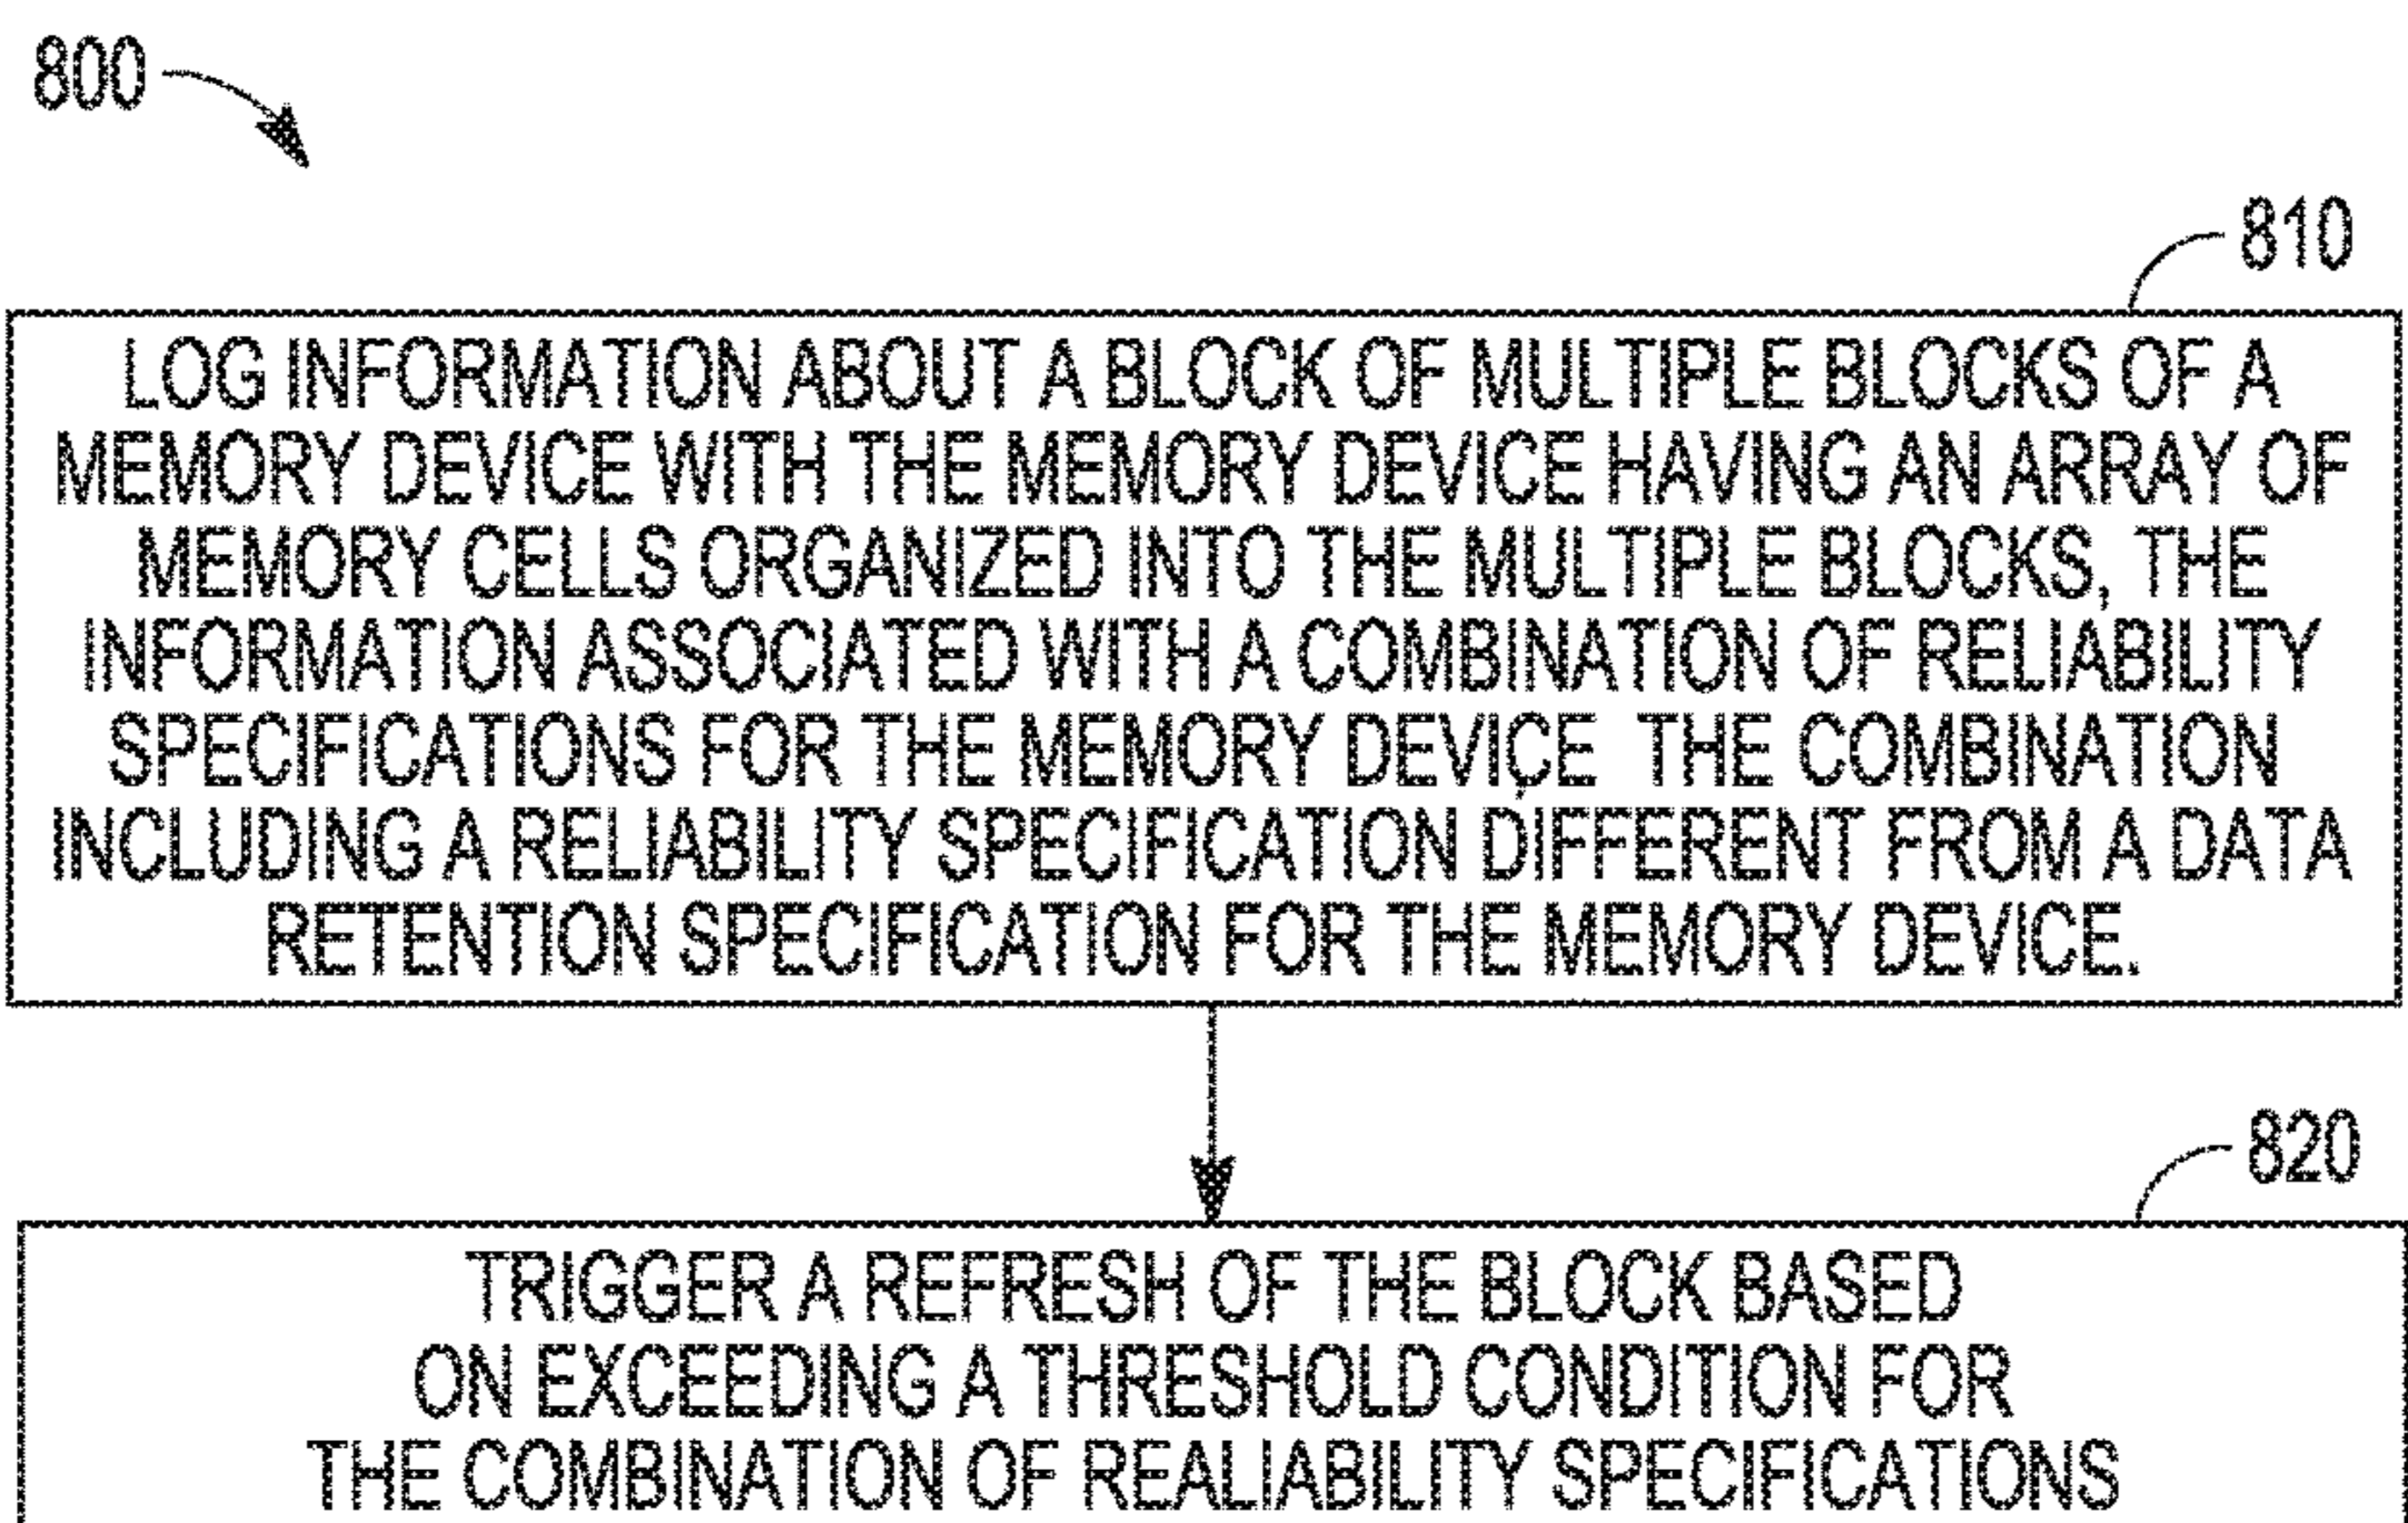 800
810
LOG INFORMATION ABOUT A BLOCK OF MULTIPLE BLOCKS OF A
MEMORY DEVICE WITH THE MEMORY DEVICE HAVING AN ARRAY OF
MEMORY CELLS ORGANIZED INTO THE MULTIPLE BLOCKS, THE
INFORMATION ASSOCIATED WITH A COMBINATION OF RELIABILITY
SPECIFICATIONS FOR THE MEMORY DEVICE, THE COMBINATION
INCLUDING A RELIABILITY SPECIFICATION DIFFERENT FROM A DATA
RETENTION SPECIFICATION FOR THE MEMORY DEVICE.
820
TRIGGER A REFRESH OF THE BLOCK BASED
ON EXCEEDING A THRESHOLD CONDITION FOR
THE COMBINATION OF REALIABILITY SPECIFICATIONS